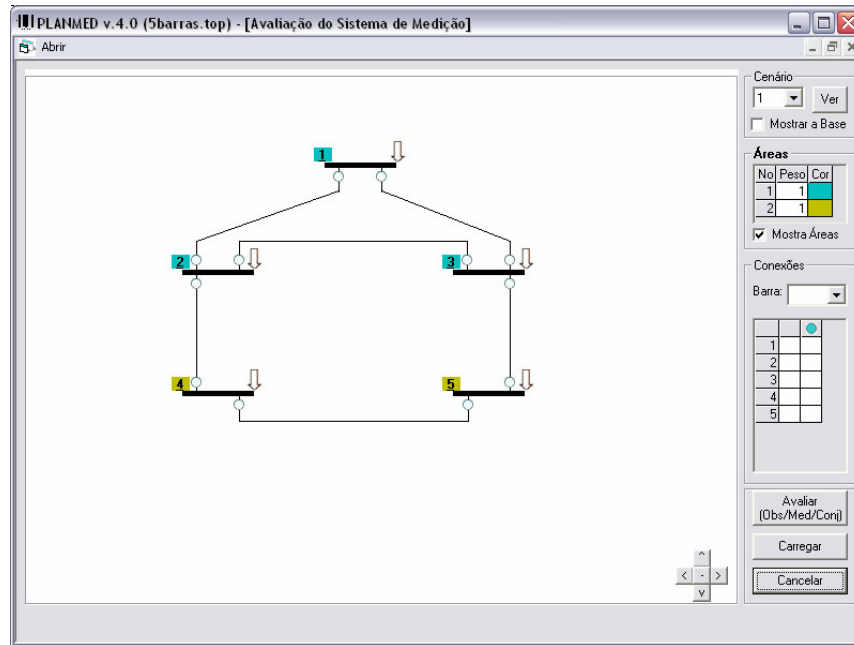 PLANMED v.4.0 (5barras.top) - [Avaliação do Sistema de Medição]
Abrir
Cenário
1 Ver
Mostrar a Base
Áreas
No Peso Cor
1 1
2 1
Mostra Áreas
Conexões
Barra:
1
2
3
4
5
Avaliar
(Obs/Med/Conj)
Carregar
Cancelar
1
2 3
4 5
^
< - >
v